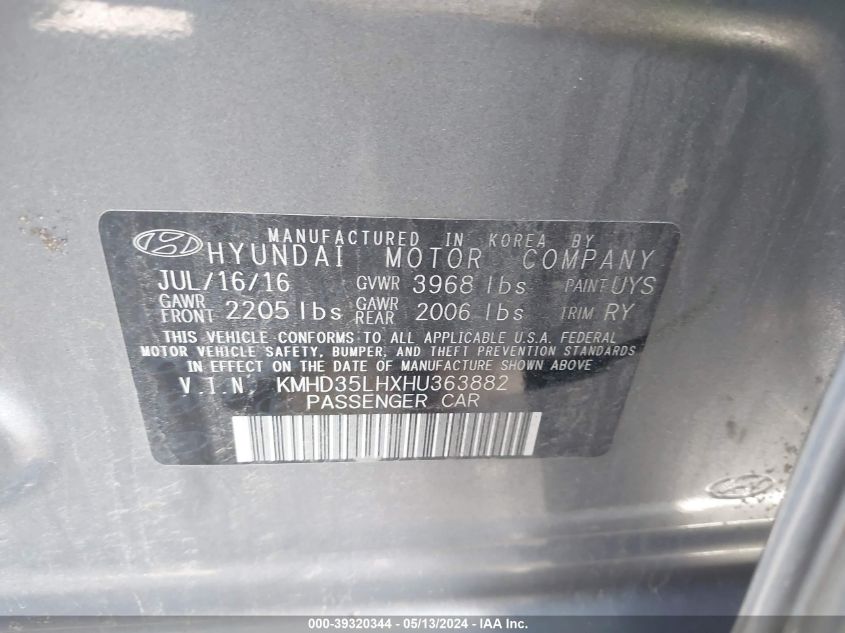 MANUFACTURED IN KOREA BY
HYUNDAI MOTOR COMPANY
JUL/16/16 GVWR 3968 lbs PAINT UYS
GAWR FRONT 2205 lbs GAWR REAR 2006 lbs TRIM RY
THIS VEHICLE CONFORMS TO ALL APPLICABLE U.S.A. FEDERAL
MOTOR VEHICLE SAFETY, BUMPER, AND THEFT PREVENTION STANDARDS
IN EFFECT ON THE DATE OF MANUFACTURE SHOWN ABOVE
V.I.N. KMHD35LHXHU363882
PASSENGER CAR
000-39320344 - 05/13/2024 - IAA Inc.